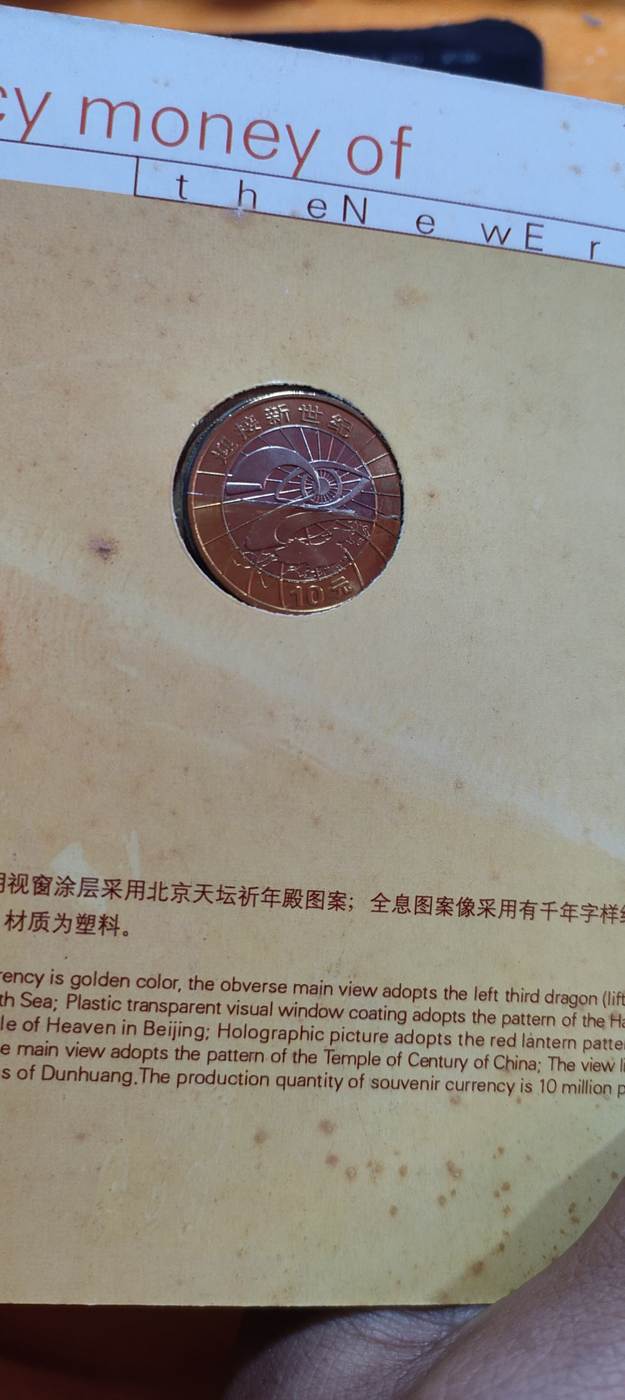 cy money of
t h eN e wE r
迎接新世纪
10元
明视窗涂层采用北京天坛祈年殿图案；全息图案像采用有千年字样
材质为塑料。
rency is golden color, the obverse main view adopts the left third dragon (lift
th Sea; Plastic transparent visual window coating adopts the pattern of the Ha
le of Heaven in Beijing; Holographic picture adopts the red lantern patte
e main view adopts the pattern of the Temple of Century of China; The view li
s of Dunhuang.The production quantity of souvenir currency is 10 million p